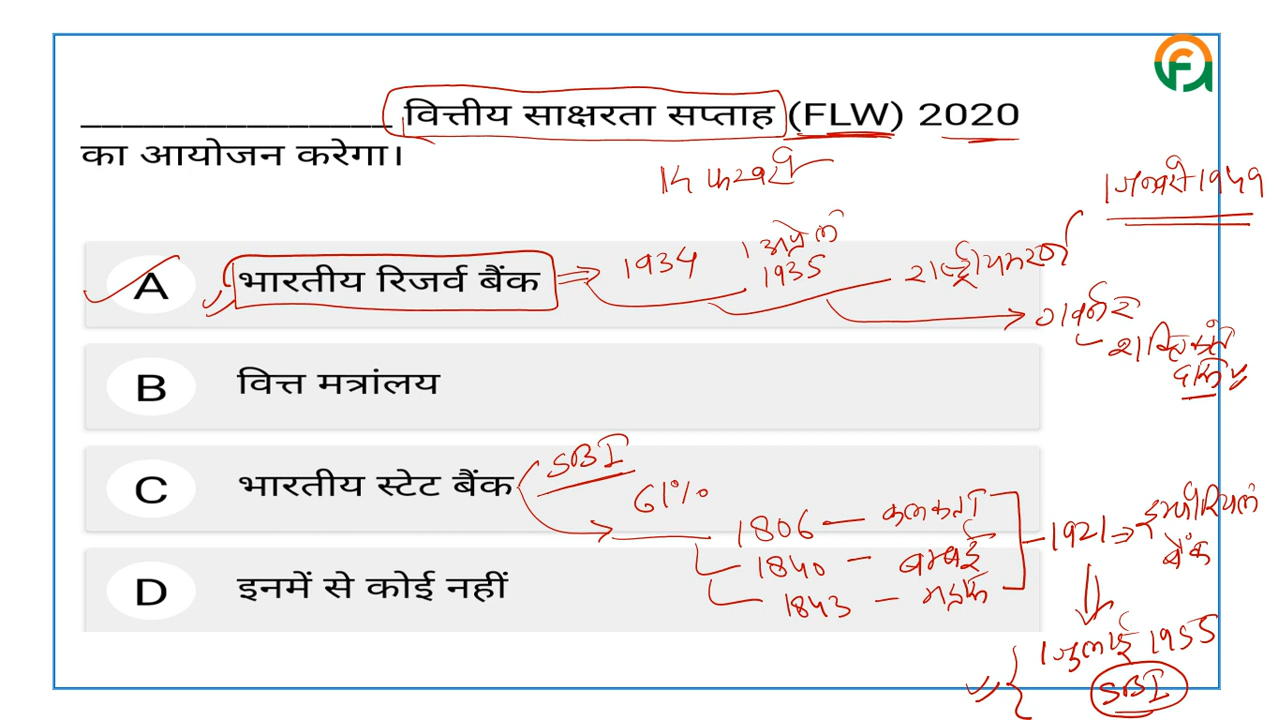 ________________ वित्तीय साक्षरता सप्ताह (FLW) 2020
का आयोजन करेगा।
फरवरी
1 जनवरी 1949
A भारतीय रिजर्व बैंक
1934
1 अप्रैल
1935
राष्ट्रीयकरण
गवर्नर
शक्तिकांत
दास
B वित्त मत्रांलय
C भारतीय स्टेट बैंक
SBI
61%
1806 — कलकत्ता
1840 — बम्बई
1843 — मद्रास
1921 ⇒ इम्पीरियल
बैंक
D इनमें से कोई नहीं
1 जुलाई 1955
SBI